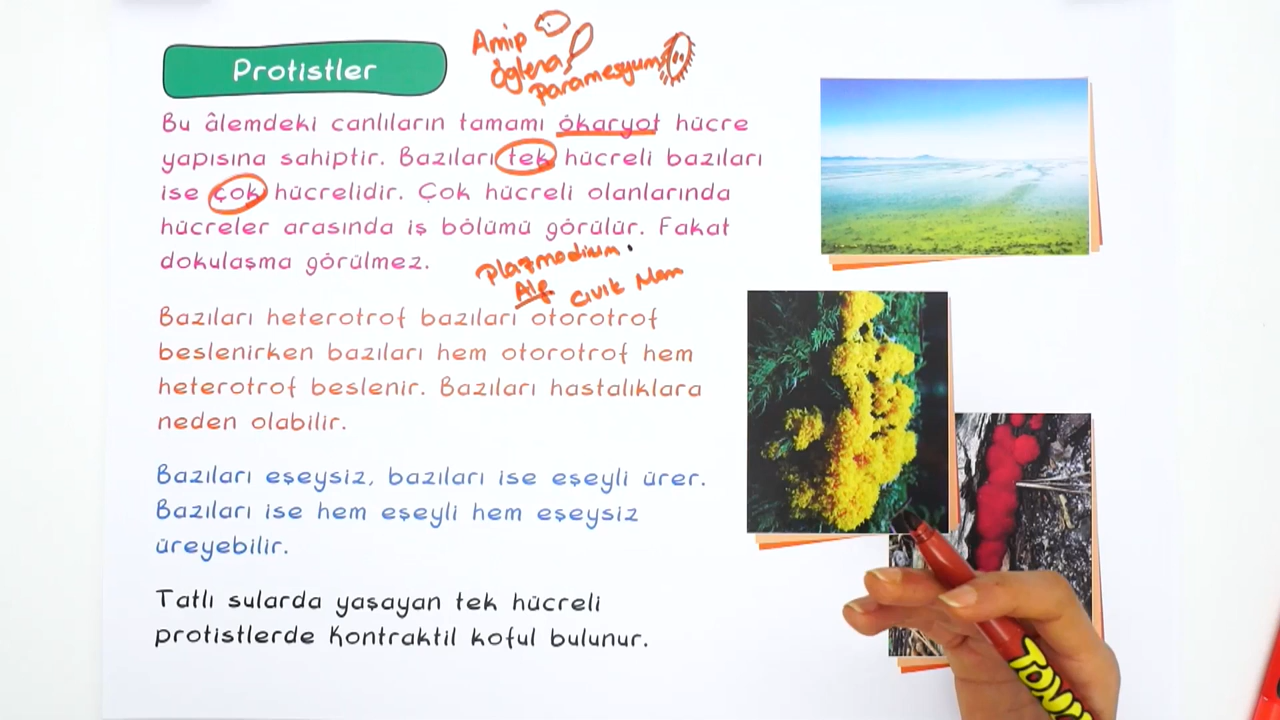 Protistler
Amip
Öglena
Paramesyum
Bu âlemdeki canlıların tamamı ökaryot hücre
yapısına sahiptir. Bazıları tek hücreli bazıları
ise çok hücrelidir. Çok hücreli olanlarında
hücreler arasında iş bölümü görülür. Fakat
dokulaşma görülmez.
Plazmodium
Alg
Cıvık Man
Bazıları heterotrof bazıları otorotrof
beslenirken bazıları hem otorotrof hem
heterotrof beslenir. Bazıları hastalıklara
neden olabilir.
Bazıları eşeysiz, bazıları ise eşeyli ürer.
Bazıları ise hem eşeyli hem eşeysiz
üreyebilir.
Tatlı sularda yaşayan tek hücreli
protistlerde kontraktil koful bulunur.